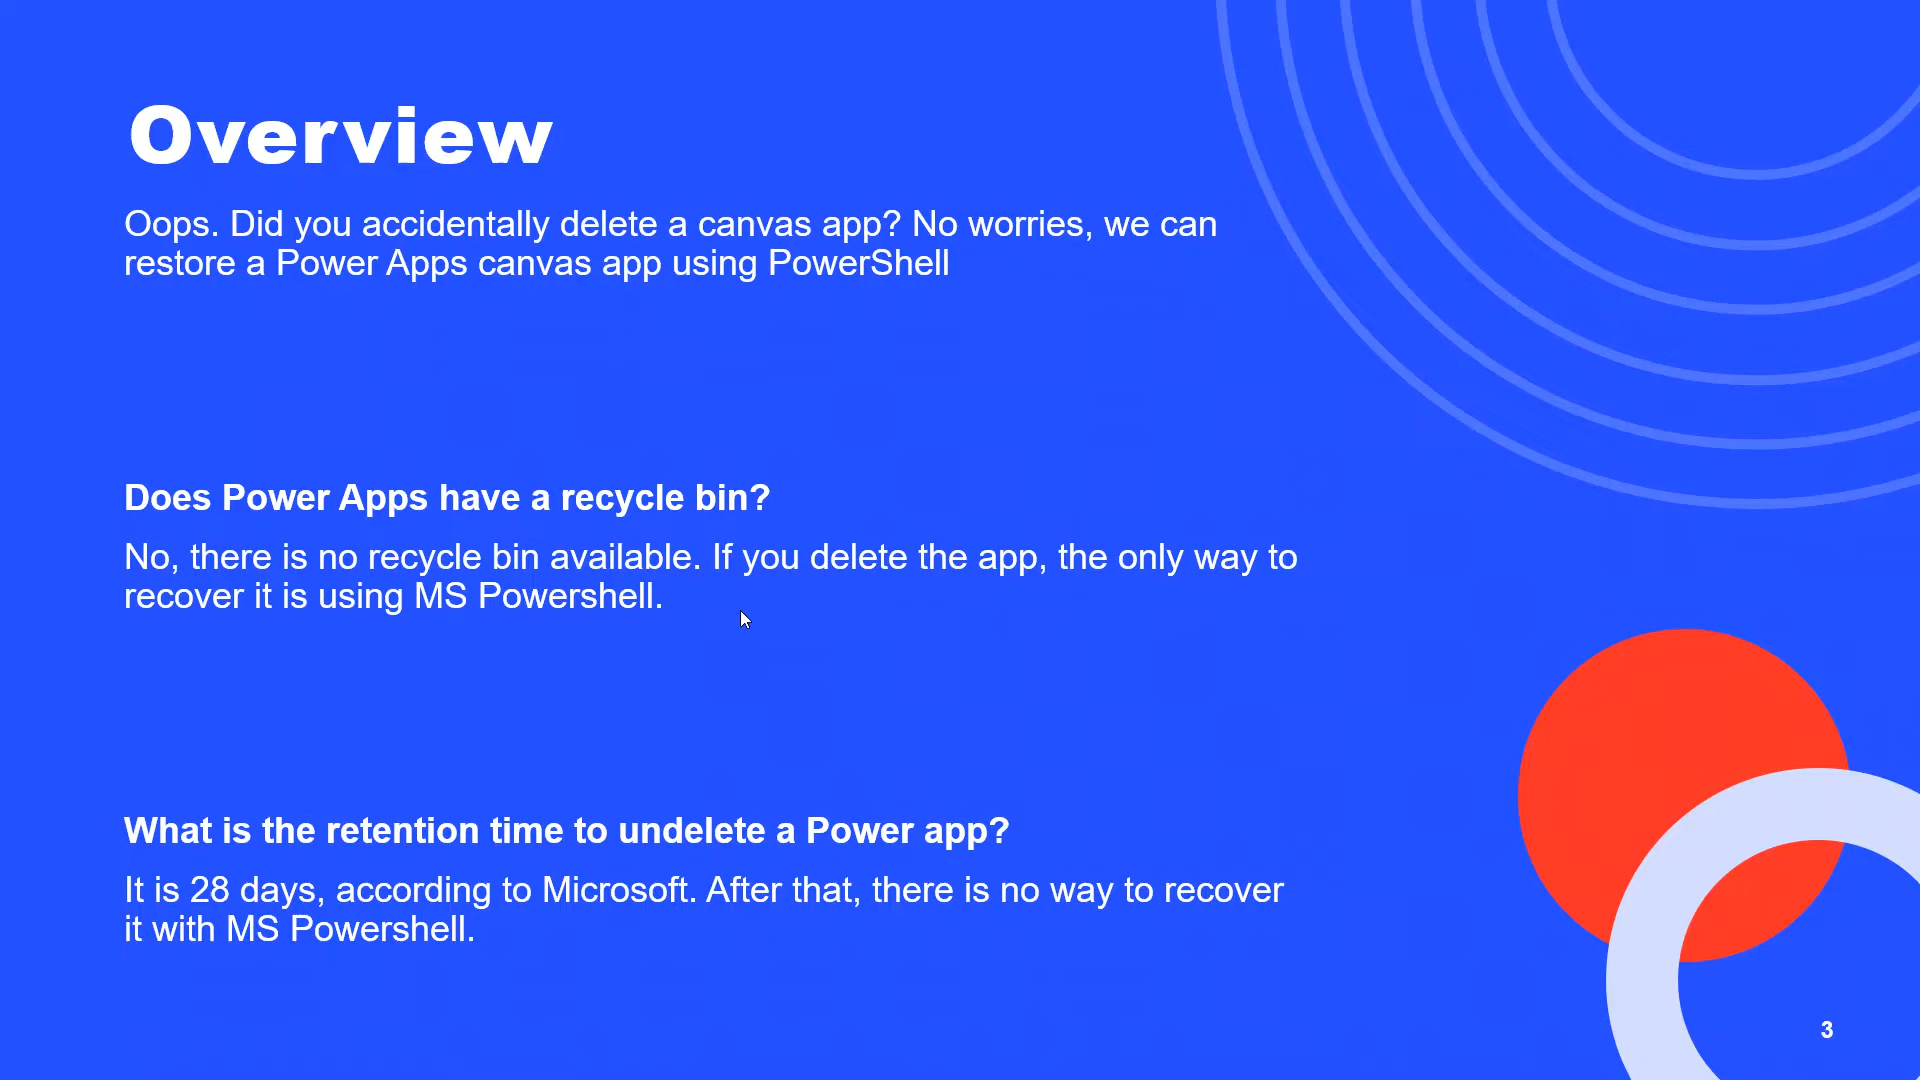 Overview
Oops. Did you accidentally delete a canvas app? No worries, we can
restore a Power Apps canvas app using PowerShell
Does Power Apps have a recycle bin?
No, there is no recycle bin available. If you delete the app, the only way to
recover it is using MS Powershell.
What is the retention time to undelete a Power app?
It is 28 days, according to Microsoft. After that, there is no way to recover
it with MS Powershell.
3